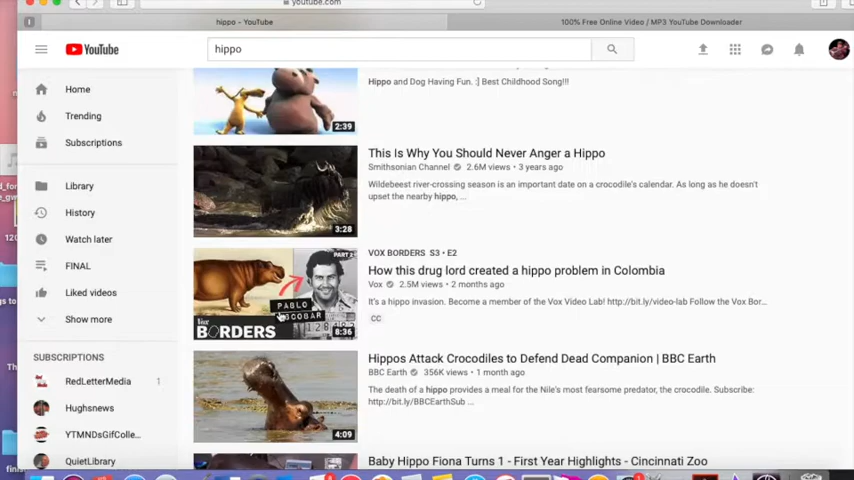 youtube.com
hippo - YouTube
100% Free Online Video / MP3 YouTube Downloader
YouTube
hippo
Home
Trending
Subscriptions
Library
History
Watch later
FINAL
Liked videos
Show more
SUBSCRIPTIONS
RedLetterMedia 1
Hughsnews
YTMNDsGifColle...
QuietLibrary
Hippo and Dog Having Fun. :] Best Childhood Song!!!
2:39
This Is Why You Should Never Anger a Hippo
Smithsonian Channel 2.6M views • 3 years ago
Wildebeest river-crossing season is an important date on a crocodile's calendar. As long as he doesn't
upset the nearby hippo, ...
3:28
VOX BORDERS S3 • E2
How this drug lord created a hippo problem in Colombia
Vox 2.5M views • 2 months ago
It's a hippo invasion. Become a member of the Vox Video Lab! http://bit.ly/video-lab Follow the Vox Bor...
CC
PART 2
PABLO
ESCOBAR
Vox
BORDERS
8:36
Hippos Attack Crocodiles to Defend Dead Companion | BBC Earth
BBC Earth 356K views • 1 month ago
The death of a hippo provides a meal for the Nile's most fearsome predator, the crocodile. Subscribe:
http://bit.ly/BBCEarthSub ...
4:09
Baby Hippo Fiona Turns 1 - First Year Highlights - Cincinnati Zoo